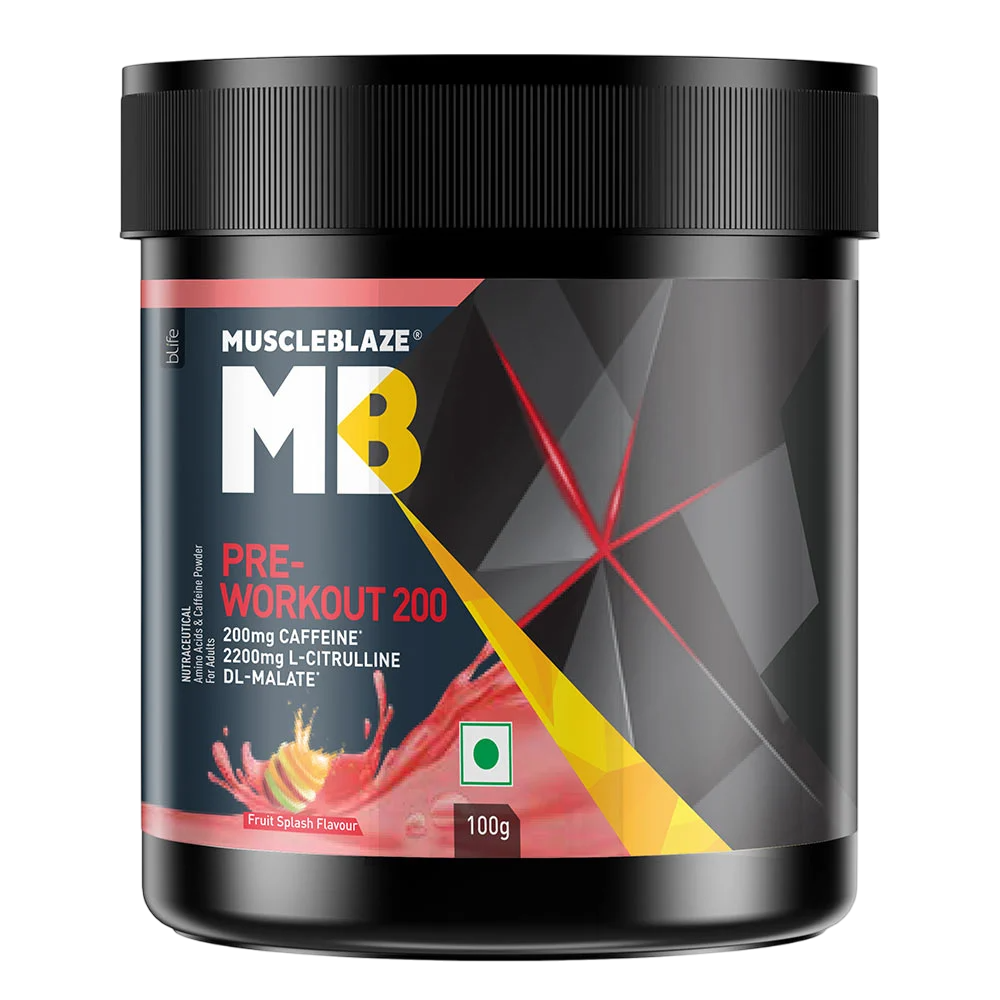 bLife
MUSCLEBLAZE®
MB
PRE-
WORKOUT 200
200mg CAFFEINE*
2200mg L-CITRULLINE
DL-MALATE*
NUTRACEUTICAL
Amino Acids & Caffeine Powder
For Adults
Fruit Splash Flavour
100g